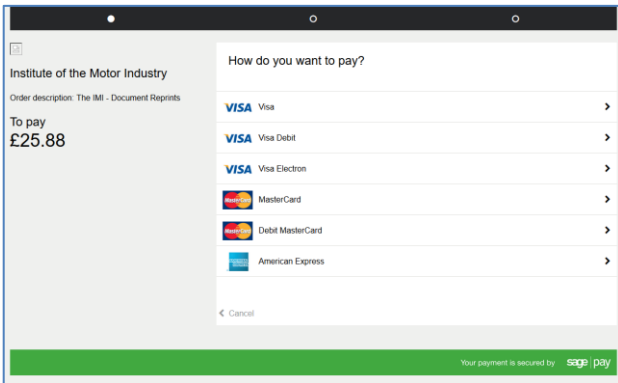 Institute of the Motor Industry
Order description: The IMI - Document Reprints
To pay
£25.88
How do you want to pay?
VISA Visa
VISA Visa Debit
VISA Visa Electron
MasterCard MasterCard
MasterCard Debit MasterCard
American Express
Cancel
Your payment is secured by sage pay